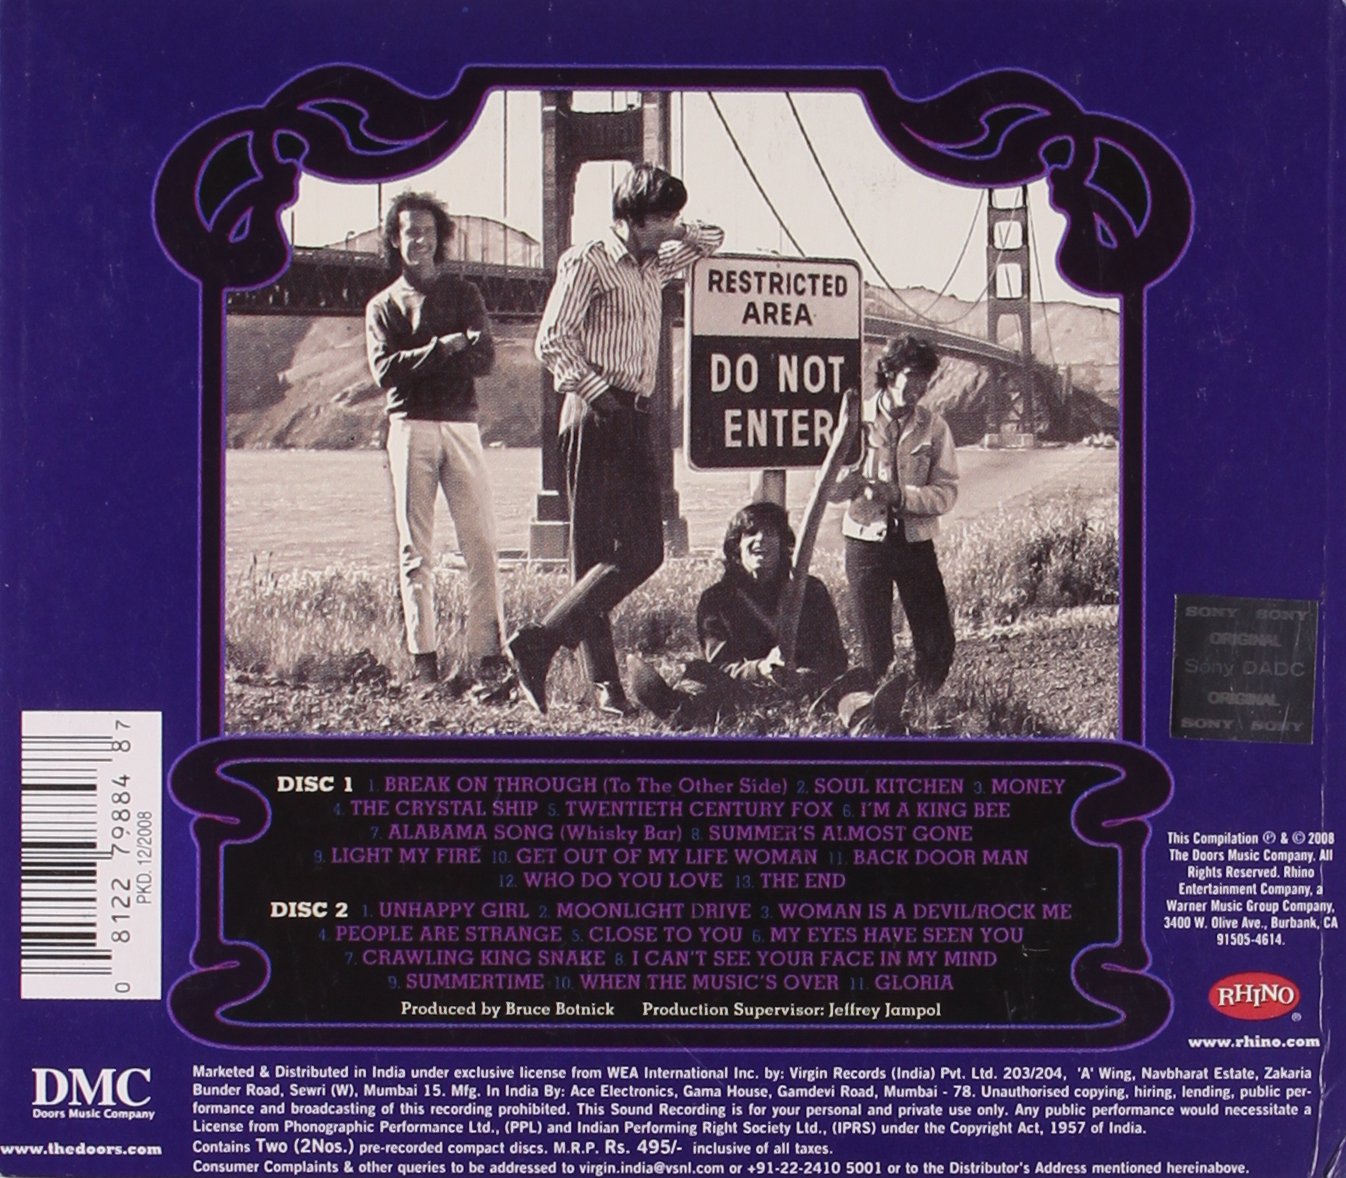 RESTRICTED
AREA
DO NOT
ENTER
DISC 1 1. BREAK ON THROUGH (To The Other Side) 2. SOUL KITCHEN 3. MONEY
4. THE CRYSTAL SHIP 5. TWENTIETH CENTURY FOX 6. I'M A KING BEE
7. ALABAMA SONG (Whisky Bar) 8. SUMMER'S ALMOST GONE
9. LIGHT MY FIRE 10. GET OUT OF MY LIFE WOMAN 11. BACK DOOR MAN
12. WHO DO YOU LOVE 13. THE END
DISC 2 1. UNHAPPY GIRL 2. MOONLIGHT DRIVE 3. WOMAN IS A DEVIL/ROCK ME
4. PEOPLE ARE STRANGE 5. CLOSE TO YOU 6. MY EYES HAVE SEEN YOU
7. CRAWLING KING SNAKE 8. I CAN'T SEE YOUR FACE IN MY MIND
9. SUMMERTIME 10. WHEN THE MUSIC'S OVER 11. GLORIA
Produced by Bruce Botnick Production Supervisor: Jeffrey Jampol
0 8122 79884 8 7
PKD. 12/2008
SONY SONY
ORIGINAL
Sony DADC
ORIGINAL
SONY SONY
This Compilation ℗ & © 2008
The Doors Music Company. All
Rights Reserved. Rhino
Entertainment Company, a
Warner Music Group Company,
3400 W. Olive Ave., Burbank, CA
91505-4614.
RHINO®
www.rhino.com
DMC
Doors Music Company
www.thedoors.com
Marketed & Distributed in India under exclusive license from WEA International Inc. by: Virgin Records (India) Pvt. Ltd. 203/204, 'A' Wing, Navbharat Estate, Zakaria
Bunder Road, Sewri (W), Mumbai 15. Mfg. In India By: Ace Electronics, Gama House, Gamdevi Road, Mumbai - 78. Unauthorised copying, hiring, lending, public per-
formance and broadcasting of this recording prohibited. This Sound Recording is for your personal and private use only. Any public performance would necessitate a
License from Phonographic Performance Ltd., (PPL) and Indian Performing Right Society Ltd., (IPRS) under the Copyright Act, 1957 of India.
Contains Two (2Nos.) pre-recorded compact discs. M.R.P. Rs. 495/- inclusive of all taxes.
Consumer Complaints & other queries to be addressed to virgin.india@vsnl.com or +91-22-2410 5001 or to the Distributor's Address mentioned hereinabove.